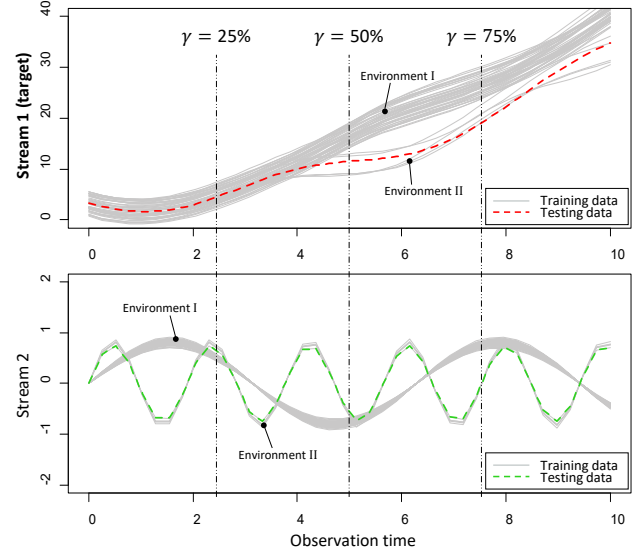 γ = 25% γ = 50% γ = 75%
Stream 1 (target)
40
30
20
10
0
Environment I
Environment II
Training data
Testing data
0 2 4 6 8 10
Stream 2
2
1
0
-1
-2
Environment I
Environment II
Training data
Testing data
0 2 4 6 8 10
Observation time